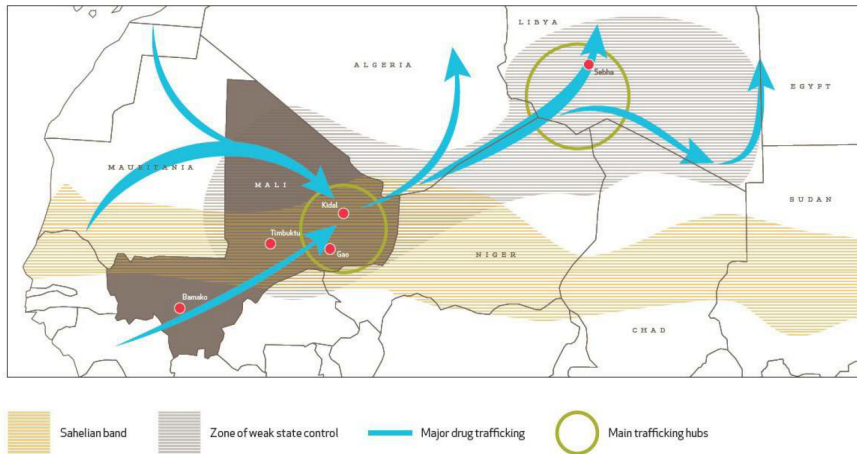 LIBYA
ALGERIA
Sebha
EGYPT
MAURITANIA
MALI
Kidal
SUDAN
Timbuktu
Gao
NIGER
Bamako
CHAD
Sahelian band
Zone of weak state control
Major drug trafficking
Main trafficking hubs